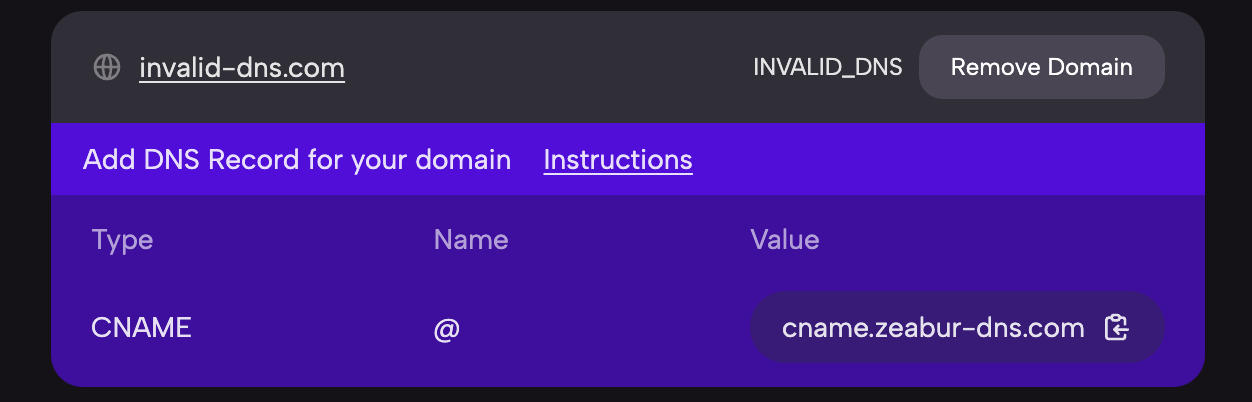 invalid-dns.com INVALID_DNS Remove Domain
Add DNS Record for your domain Instructions
Type Name Value
CNAME @ cname.zeabur-dns.com